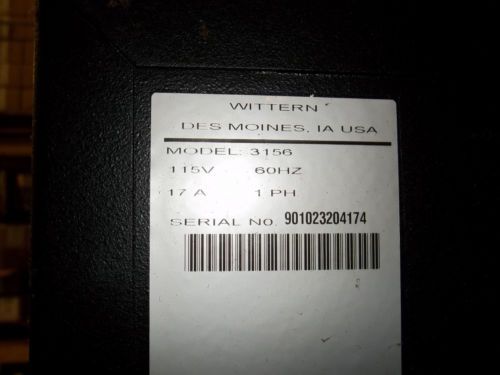 WITTERN
DES MOINES, IA USA
MODEL: 3156
115V 60HZ
17 A 1 PH
SERIAL NO. 901023204174